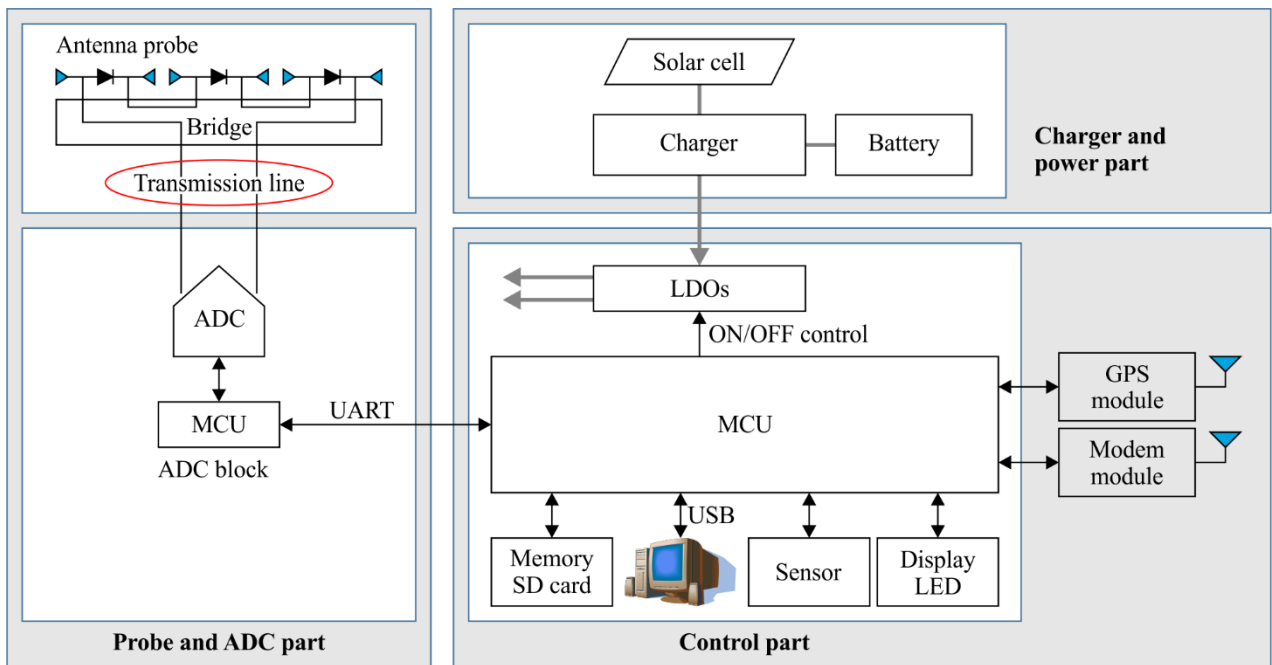 Antenna probe
Bridge
Transmission line
ADC
MCU
ADC block
UART
Probe and ADC part
Solar cell
Charger
Battery
Charger and
power part
LDOs
ON/OFF control
MCU
GPS
module
Modem
module
USB
Memory
SD card
Sensor
Display
LED
Control part